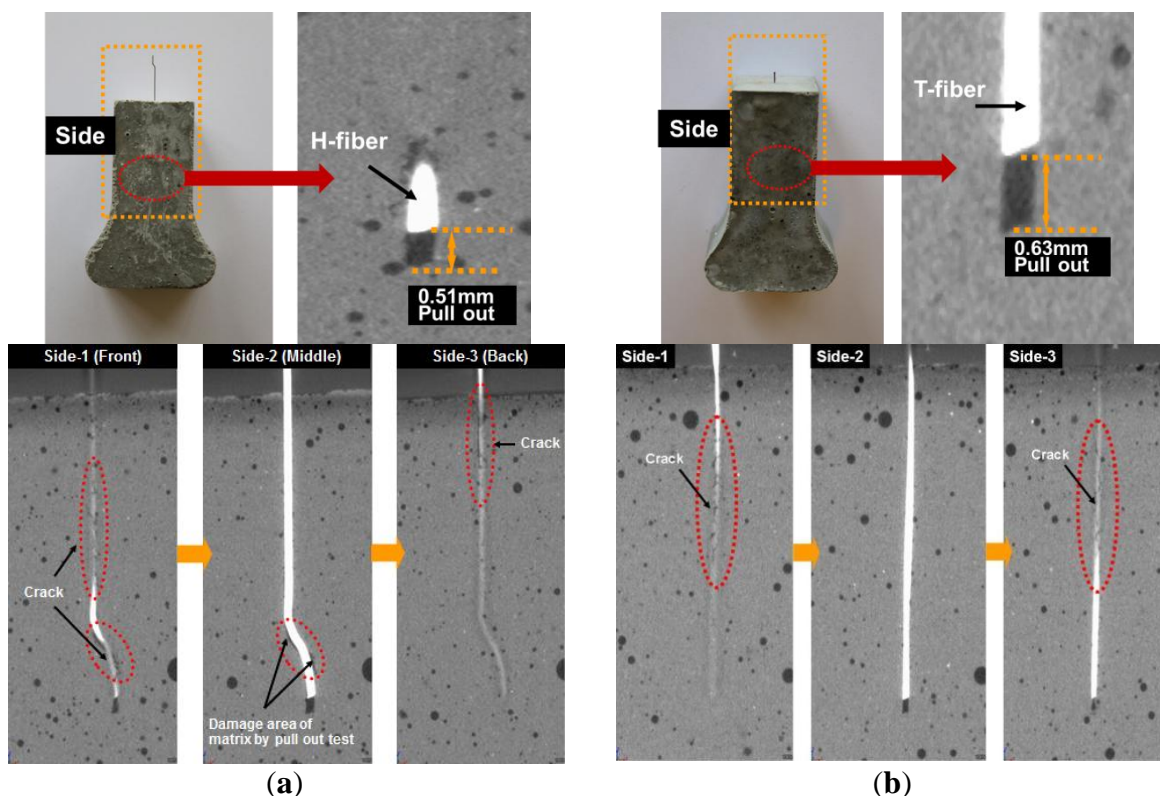 Side
H-fiber
0.51mm
Pull out
Side-1 (Front)
Side-2 (Middle)
Side-3 (Back)
Crack
Crack
Damage area of
matrix by pull out test
(a)
Side
T-fiber
0.63mm
Pull out
Side-1
Side-2
Side-3
Crack
Crack
(b)